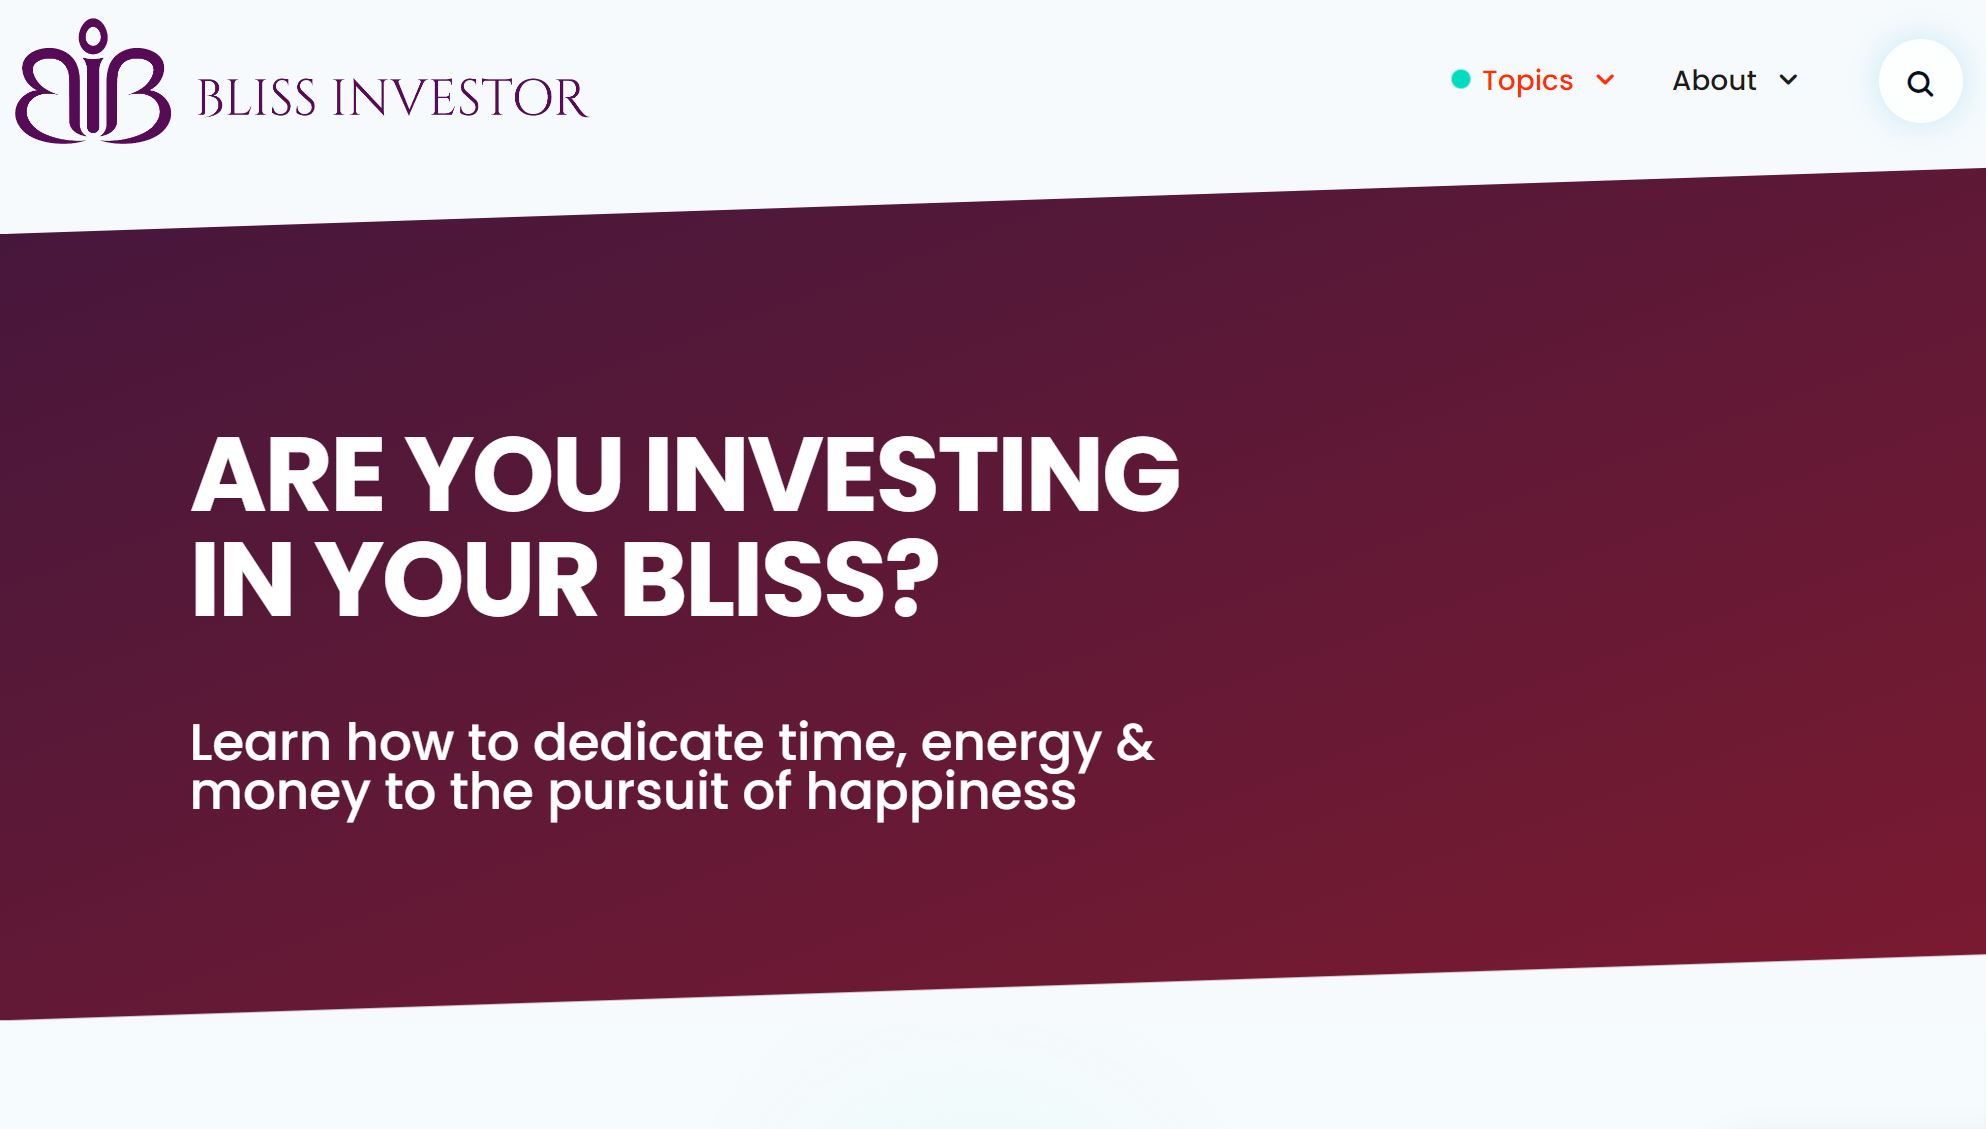 BLISS INVESTOR
Topics
About
ARE YOU INVESTING
IN YOUR BLISS?
Learn how to dedicate time, energy &
money to the pursuit of happiness